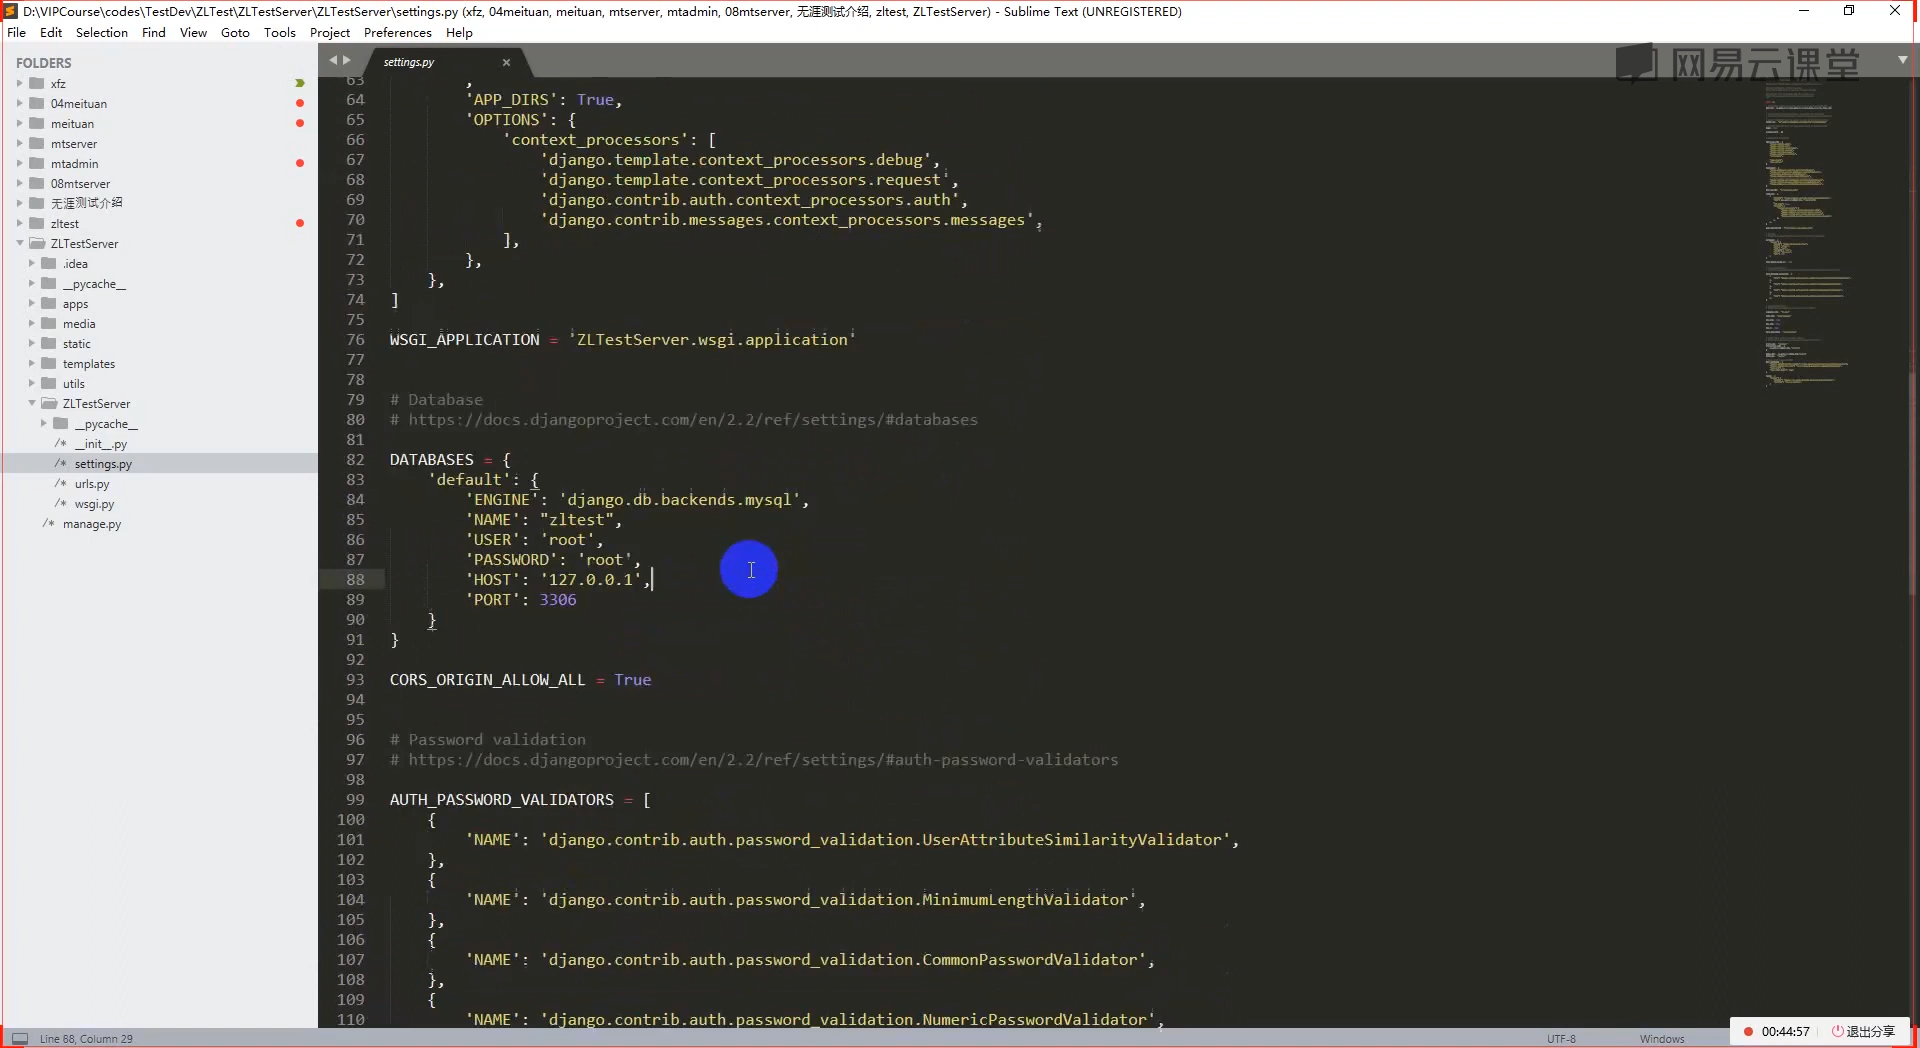 D:\VIPCourse\codes\TestDev\ZLTest\ZLTestServer\ZLTestServer\settings.py (xfz, 04meituan, meituan, mtserver, mtadmin, 08mtserver, 无涯测试介绍, zltest, ZLTestServer) - Sublime Text (UNREGISTERED)
File Edit Selection Find View Goto Tools Project Preferences Help
FOLDERS
xfz
04meituan
meituan
mtserver
mtadmin
08mtserver
无涯测试介绍
zltest
ZLTestServer
.idea
__pycache__
apps
media
static
templates
utils
ZLTestServer
__pycache__
/* __init__.py
/* settings.py
/* urls.py
/* wsgi.py
/* manage.py
settings.py
网易云课堂
63 ,
64 'APP_DIRS': True,
65 'OPTIONS': {
66 'context_processors': [
67 'django.template.context_processors.debug',
68 'django.template.context_processors.request',
69 'django.contrib.auth.context_processors.auth',
70 'django.contrib.messages.context_processors.messages',
71 ],
72 },
73 },
74 ]
75
76 WSGI_APPLICATION = 'ZLTestServer.wsgi.application'
77
78
79 # Database
80 # https://docs.djangoproject.com/en/2.2/ref/settings/#databases
81
82 DATABASES = {
83 'default': {
84 'ENGINE': 'django.db.backends.mysql',
85 'NAME': "zltest",
86 'USER': 'root',
87 'PASSWORD': 'root',
88 'HOST': '127.0.0.1',
89 'PORT': 3306
90 }
91 }
92
93 CORS_ORIGIN_ALLOW_ALL = True
94
95
96 # Password validation
97 # https://docs.djangoproject.com/en/2.2/ref/settings/#auth-password-validators
98
99 AUTH_PASSWORD_VALIDATORS = [
100 {
101 'NAME': 'django.contrib.auth.password_validation.UserAttributeSimilarityValidator',
102 },
103 {
104 'NAME': 'django.contrib.auth.password_validation.MinimumLengthValidator',
105 },
106 {
107 'NAME': 'django.contrib.auth.password_validation.CommonPasswordValidator',
108 },
109 {
110 'NAME': 'django.contrib.auth.password_validation.NumericPasswordValidator',
Line 88, Column 29
UTF-8
Windows
00:44:57 退出分享